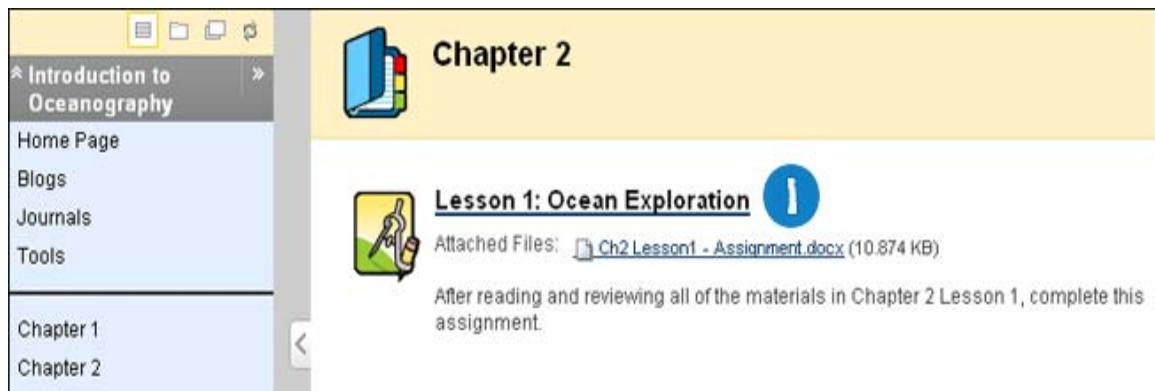 Introduction to
Oceanography
Home Page
Blogs
Journals
Tools
Chapter 1
Chapter 2
Chapter 2
Lesson 1: Ocean Exploration
1
Attached Files: Ch2 Lesson1 - Assignment.docx (10.874 KB)
After reading and reviewing all of the materials in Chapter 2 Lesson 1, complete this
assignment.